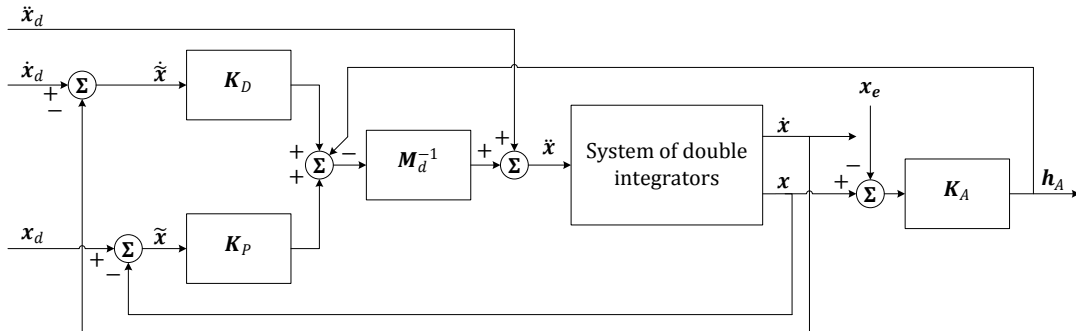 ẍ_d
ẋ_d
+
−
Σ
x̃̇
K_D
+
+
Σ
−
M_d^{-1}
+
+
Σ
ẍ
System of double
integrators
ẋ
x
x_e
−
+
Σ
K_A
h_A
x_d
+
−
Σ
x̃
K_P